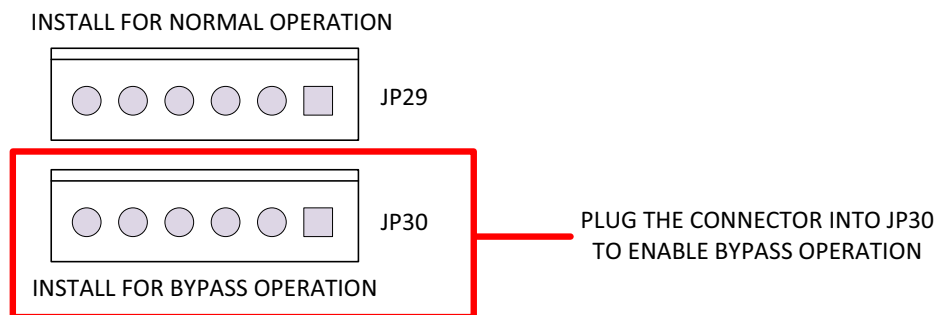 INSTALL FOR NORMAL OPERATION
JP29
JP30
PLUG THE CONNECTOR INTO JP30
TO ENABLE BYPASS OPERATION
INSTALL FOR BYPASS OPERATION